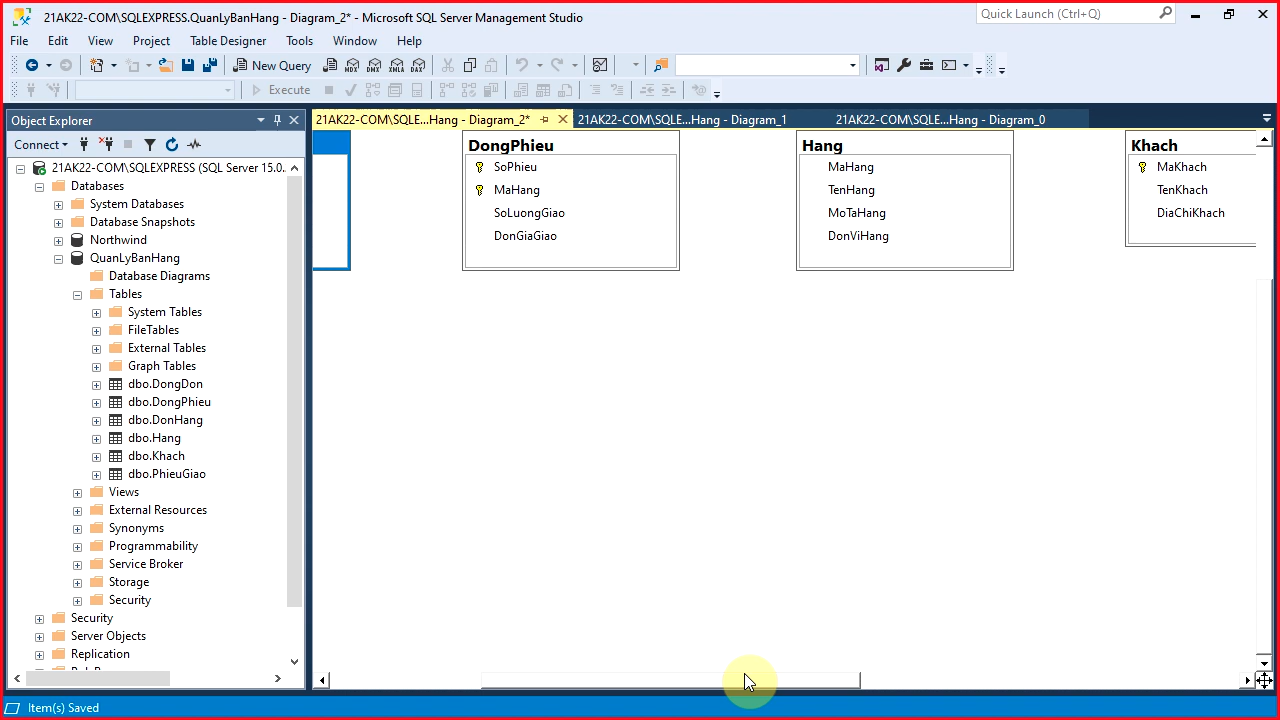 21AK22-COM\SQLEXPRESS.QuanLyBanHang - Diagram_2* - Microsoft SQL Server Management Studio
Quick Launch (Ctrl+Q)
File Edit View Project Table Designer Tools Window Help
New Query
MDX DMX XMLA DAX
Execute
Object Explorer
21AK22-COM\SQLE...Hang - Diagram_2*
21AK22-COM\SQLE...Hang - Diagram_1
21AK22-COM\SQLE...Hang - Diagram_0
Connect
21AK22-COM\SQLEXPRESS (SQL Server 15.0..
Databases
System Databases
Database Snapshots
Northwind
QuanLyBanHang
Database Diagrams
Tables
System Tables
FileTables
External Tables
Graph Tables
dbo.DongDon
dbo.DongPhieu
dbo.DonHang
dbo.Hang
dbo.Khach
dbo.PhieuGiao
Views
External Resources
Synonyms
Programmability
Service Broker
Storage
Security
Security
Server Objects
Replication
DongPhieu
SoPhieu
MaHang
SoLuongGiao
DonGiaGiao
Hang
MaHang
TenHang
MoTaHang
DonViHang
Khach
MaKhach
TenKhach
DiaChiKhach
Item(s) Saved